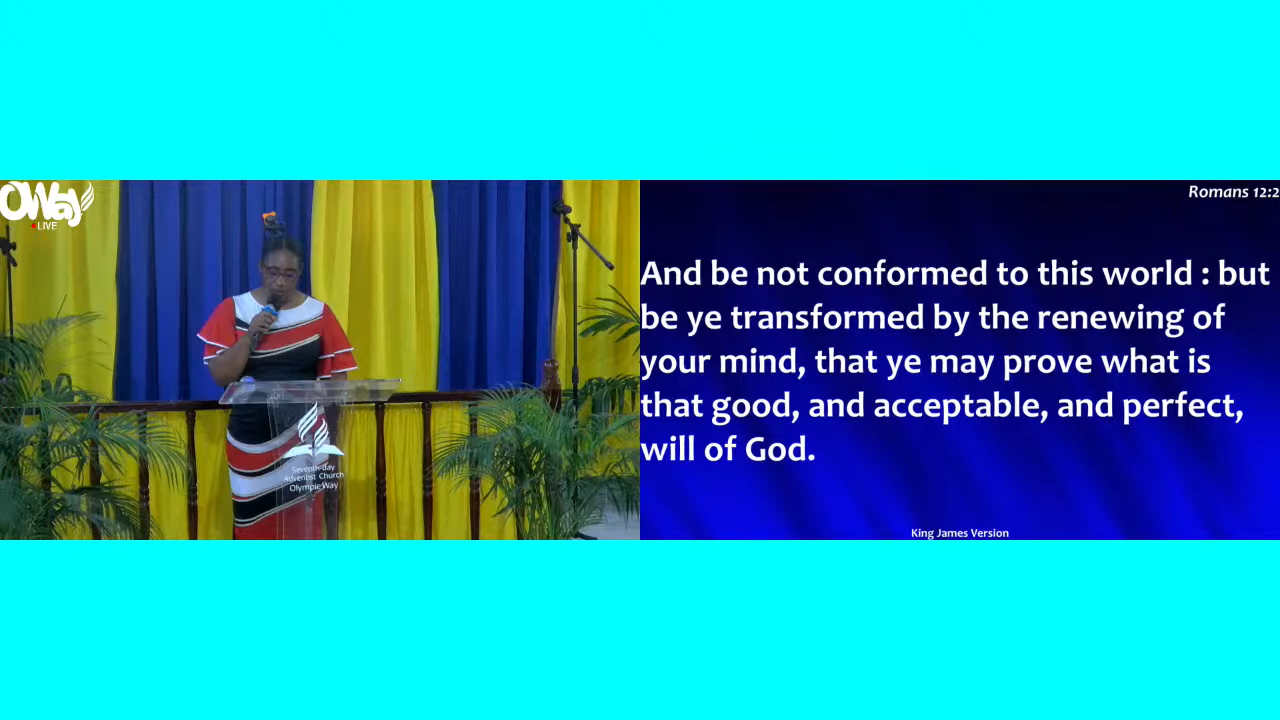 OWay
LIVE
Seventh-day
Adventist Church
Olympic Way
Romans 12:2
And be not conformed to this world : but
be ye transformed by the renewing of
your mind, that ye may prove what is
that good, and acceptable, and perfect,
will of God.
King James Version